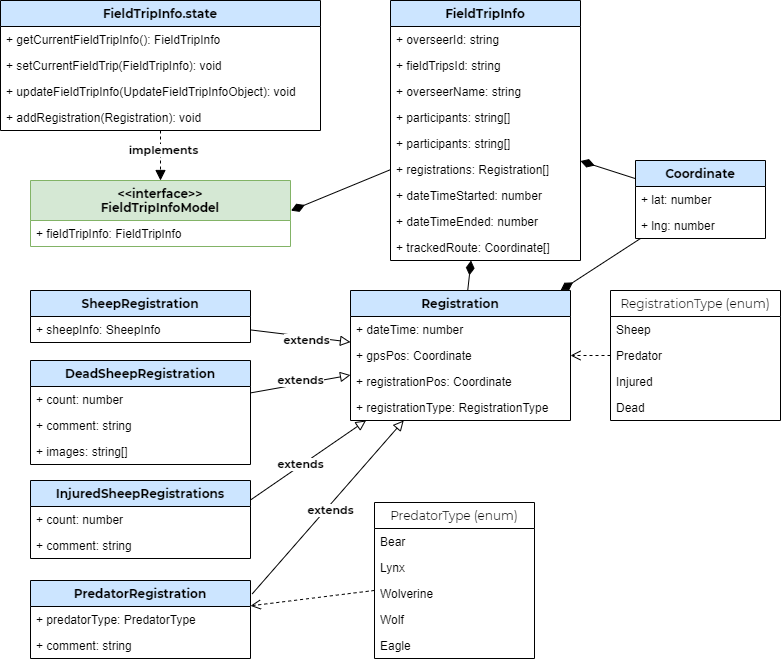 FieldTripInfo.state
+ getCurrentFieldTripInfo(): FieldTripInfo
+ setCurrentFieldTrip(FieldTripInfo): void
+ updateFieldTripInfo(UpdateFieldTripInfoObject): void
+ addRegistration(Registration): void
implements
<<interface>>
FieldTripInfoModel
+ fieldTripInfo: FieldTripInfo
FieldTripInfo
+ overseerId: string
+ fieldTripsId: string
+ overseerName: string
+ participants: string[]
+ participants: string[]
+ registrations: Registration[]
+ dateTimeStarted: number
+ dateTimeEnded: number
+ trackedRoute: Coordinate[]
Coordinate
+ lat: number
+ lng: number
SheepRegistration
+ sheepInfo: SheepInfo
extends
DeadSheepRegistration
+ count: number
+ comment: string
+ images: string[]
extends
InjuredSheepRegistrations
+ count: number
+ comment: string
extends
PredatorRegistration
+ predatorType: PredatorType
+ comment: string
extends
Registration
+ dateTime: number
+ gpsPos: Coordinate
+ registrationPos: Coordinate
+ registrationType: RegistrationType
RegistrationType (enum)
Sheep
Predator
Injured
Dead
PredatorType (enum)
Bear
Lynx
Wolverine
Wolf
Eagle